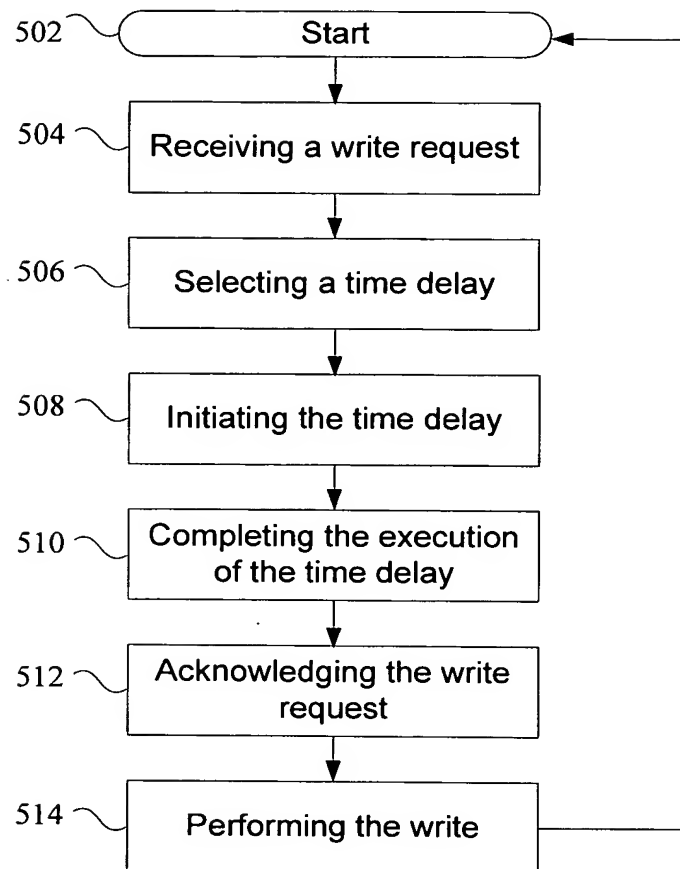 502
Start
504
Receiving a write request
506
Selecting a time delay
508
Initiating the time delay
510
Completing the execution
of the time delay
512
Acknowledging the write
request
514
Performing the write